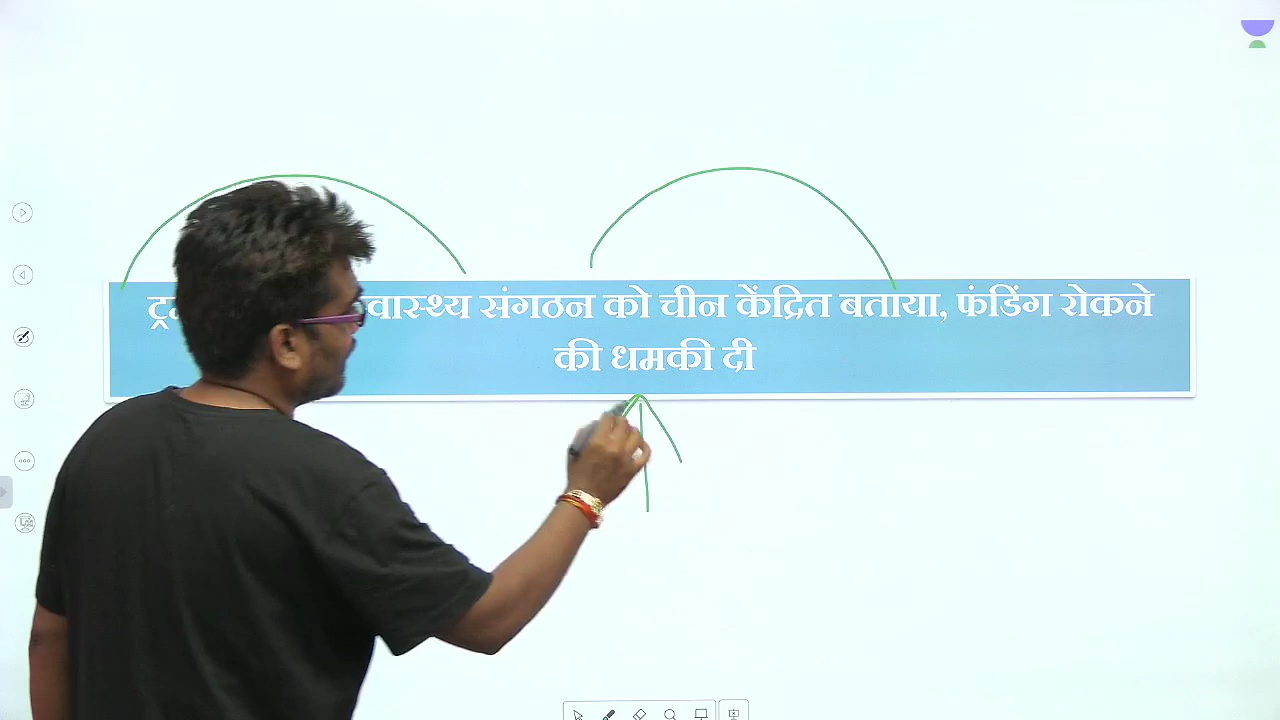 संगठन को चीन केंद्रित बताया, फंडिंग रोकने
की धमकी दी